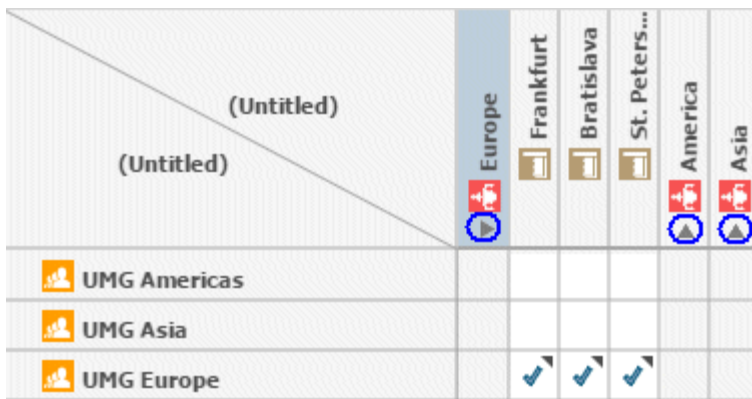 (Untitled)
(Untitled)
Europe
Frankfurt
Bratislava
St. Peters...
America
Asia
UMG Americas
UMG Asia
UMG Europe